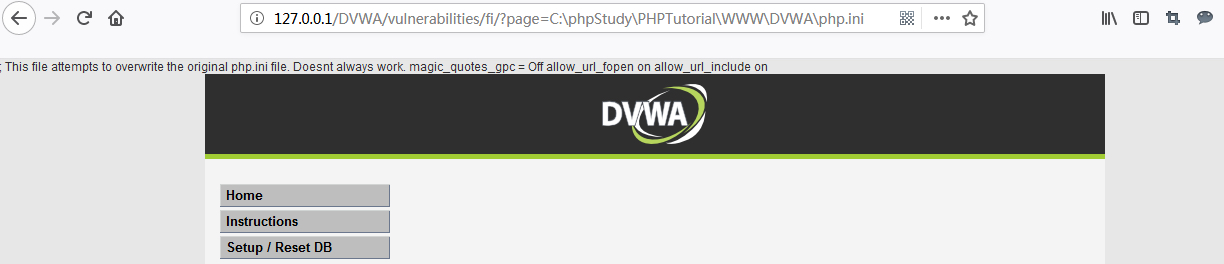 127.0.0.1/DVWA/vulnerabilities/fi/?page=C:\phpStudy\PHPTutorial\WWW\DVWA\php.ini
; This file attempts to overwrite the original php.ini file. Doesnt always work. magic_quotes_gpc = Off allow_url_fopen on allow_url_include on
DVWA
Home
Instructions
Setup / Reset DB